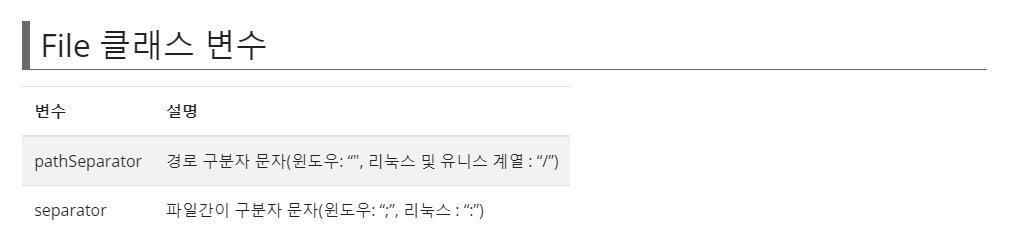 File 클래스 변수
변수 설명
pathSeparator 경로 구분자 문자(윈도우: “", 리눅스 및 유니스 계열 : “/”)
separator 파일간이 구분자 문자(윈도우: “;”, 리눅스 : “:”)